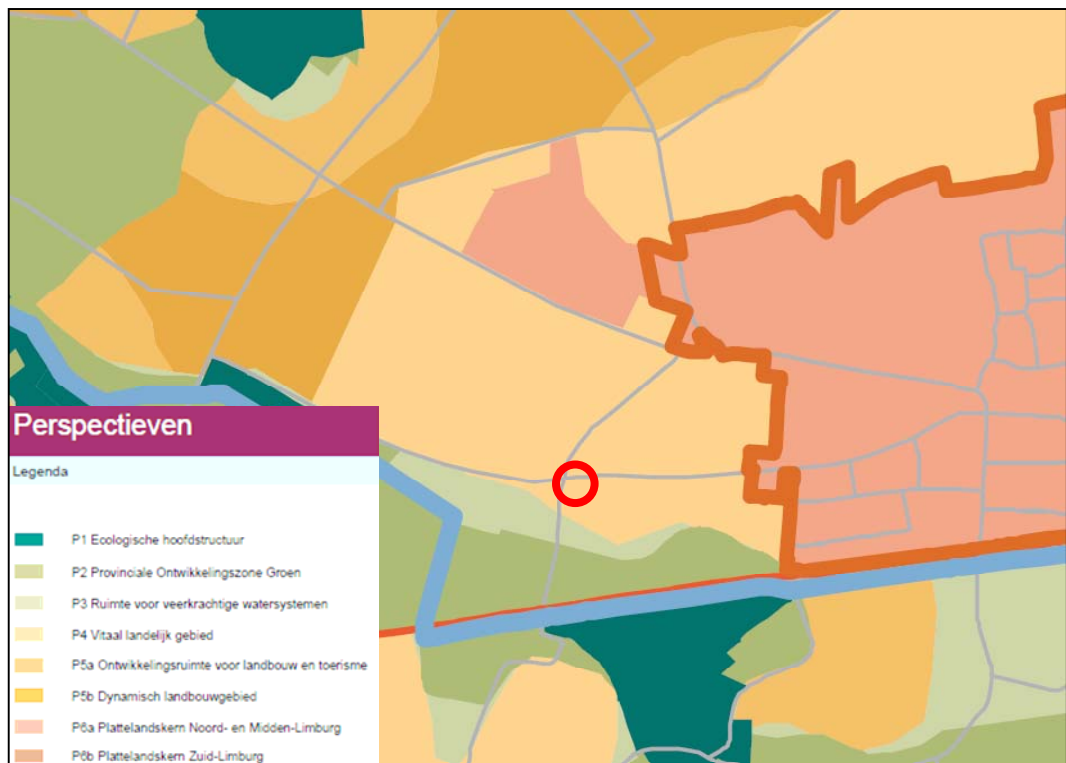 Perspectieven
Legenda
P1 Ecologische hoofdstructuur
P2 Provinciale Ontwikkelingszone Groen
P3 Ruimte voor veerkrachtige watersystemen
P4 Vitaal landelijk gebied
P5a Ontwikkelingsruimte voor landbouw en toerisme
P5b Dynamisch landbouwgebied
P6a Plattelandskern Noord- en Midden-Limburg
P6b Plattelandskern Zuid-Limburg